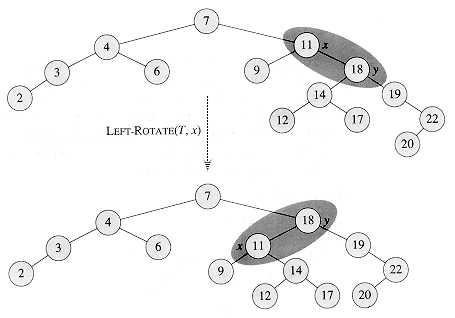 7
4 11 x
3 6 9 18 y
2 14 19
12 17 22
20
LEFT-ROTATE(T, x)
7
4 18 y
3 6 x 11 19
2 9 14 22
12 17 20